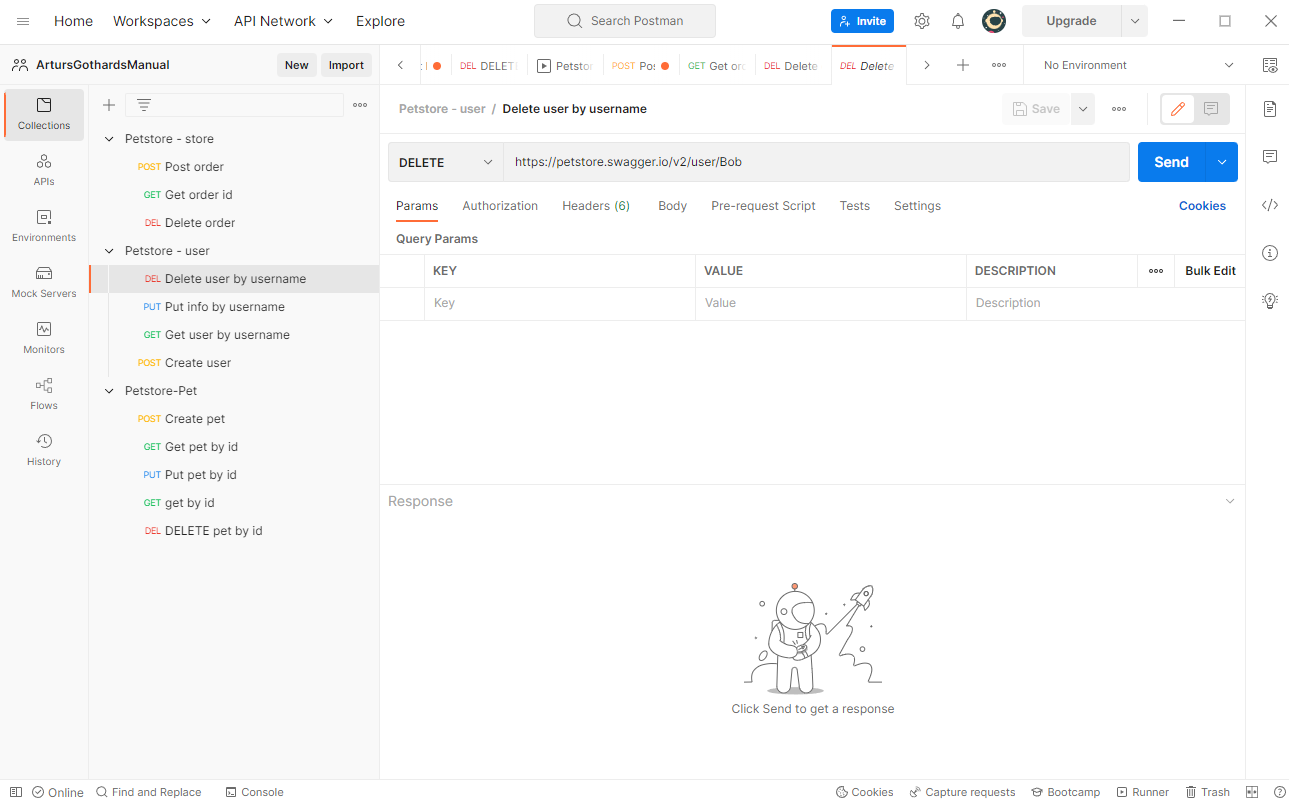 Home Workspaces API Network Explore Search Postman Invite Upgrade
ArtursGothardsManual New Import DEL DELET Petstor POST Pos GET Get orc DEL Delete DEL Delete No Environment
Collections
APIs
Environments
Mock Servers
Monitors
Flows
History
Petstore - store
POST Post order
GET Get order id
DEL Delete order
Petstore - user
DEL Delete user by username
PUT Put info by username
GET Get user by username
POST Create user
Petstore-Pet
POST Create pet
GET Get pet by id
PUT Put pet by id
GET get by id
DEL DELETE pet by id
Petstore - user / Delete user by username Save
DELETE https://petstore.swagger.io/v2/user/Bob Send
Params Authorization Headers (6) Body Pre-request Script Tests Settings Cookies
Query Params
KEY VALUE DESCRIPTION Bulk Edit
Key Value Description
Response
Click Send to get a response
Online Find and Replace Console Cookies Capture requests Bootcamp Runner Trash